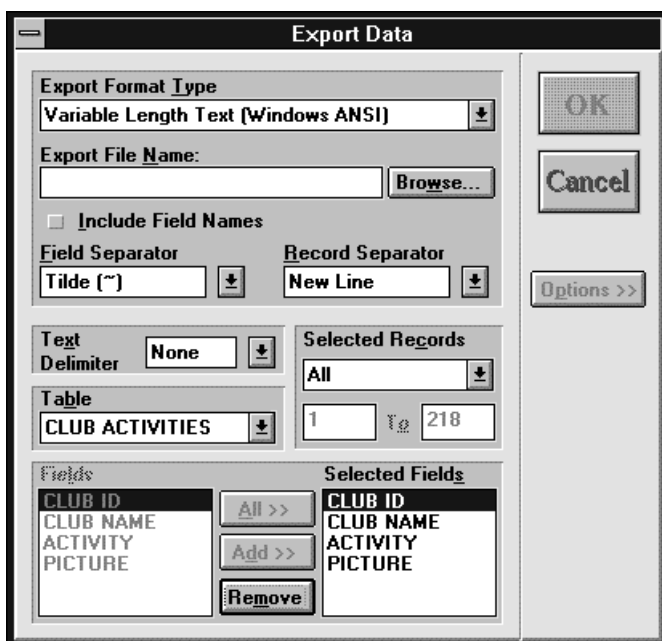 Export Data
Export Format Type
Variable Length Text (Windows ANSI)
Export File Name:
Browse...
Include Field Names
Field Separator
Record Separator
Tilde (~)
New Line
Text
Delimiter
None
Table
CLUB ACTIVITIES
Selected Records
All
1 To 218
Fields
CLUB ID
CLUB NAME
ACTIVITY
PICTURE
All >>
Add >>
Remove
Selected Fields
CLUB ID
CLUB NAME
ACTIVITY
PICTURE
OK
Cancel
Options >>